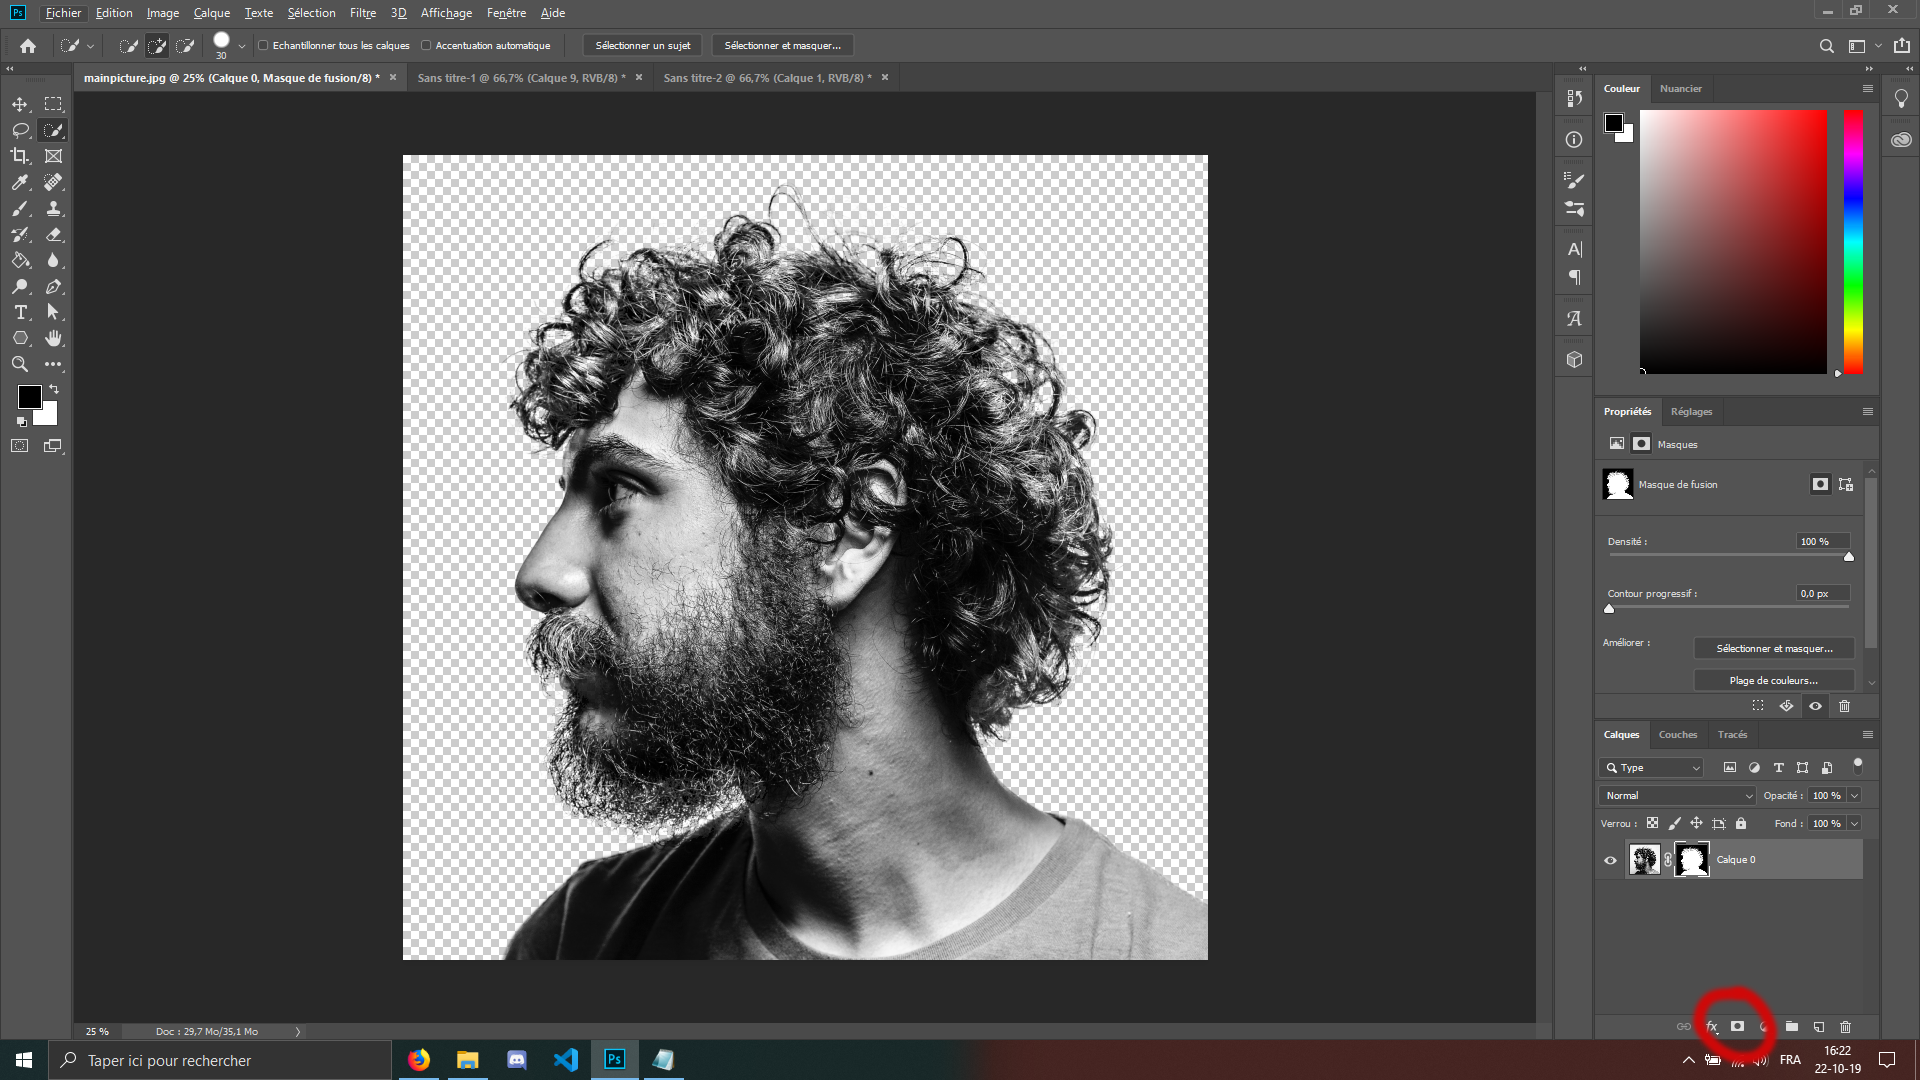 Ps Fichier Edition Image Calque Texte Sélection Filtre 3D Affichage Fenêtre Aide
30 Echantillonner tous les calques Accentuation automatique Sélectionner un sujet Sélectionner et masquer...
mainpicture.jpg @ 25% (Calque 0, Masque de fusion/8) * × Sans titre-1 @ 66,7% (Calque 9, RVB/8) * × Sans titre-2 @ 66,7% (Calque 1, RVB/8) * ×
Couleur Nuancier
Propriétés Réglages
Masques
Masque de fusion
Densité : 100 %
Contour progressif : 0,0 px
Améliorer : Sélectionner et masquer...
Plage de couleurs...
Calques Couches Tracés
Type
Normal Opacité : 100 %
Verrou : Fond : 100 %
Calque 0
fx
25 % Doc : 29,7 Mo/35,1 Mo
Taper ici pour rechercher
Ps
FRA
16:22
22-10-19